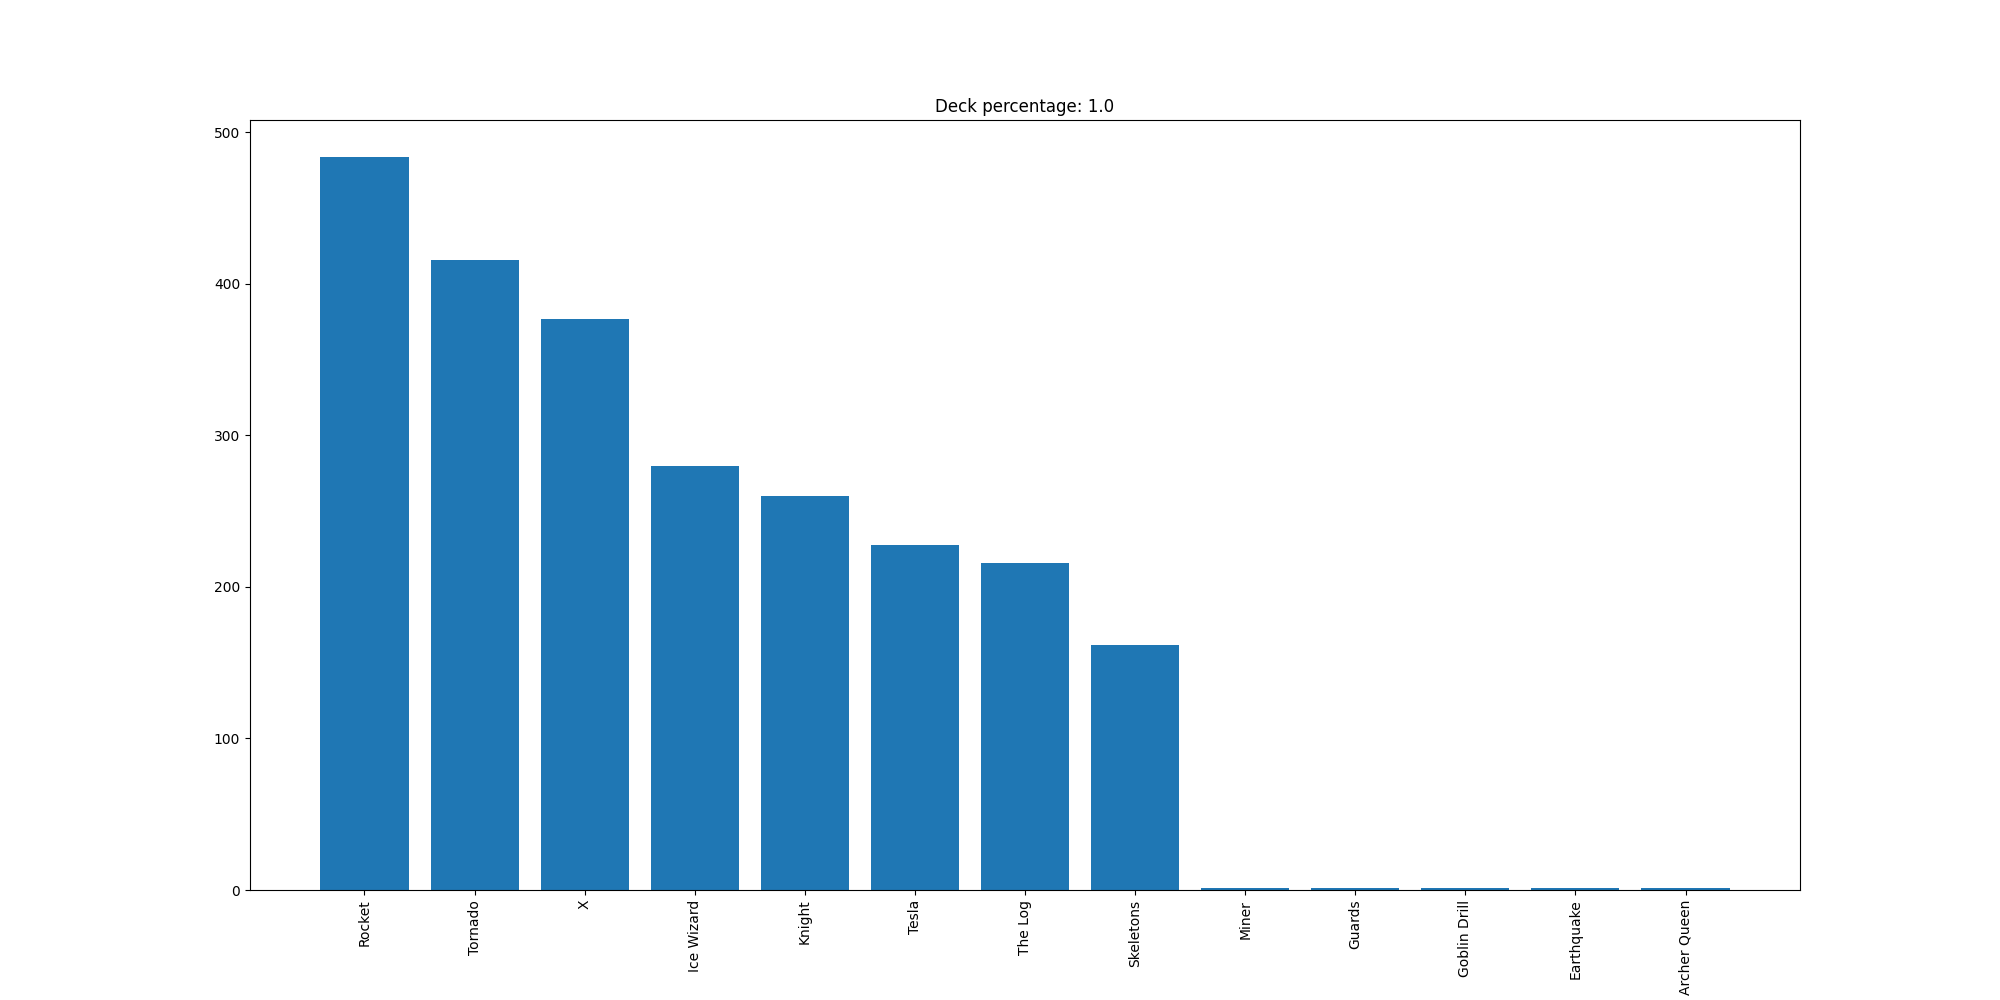 Deck percentage: 1.0
500
400
300
200
100
0
Rocket
Tornado
X
Ice Wizard
Knight
Tesla
The Log
Skeletons
Miner
Guards
Goblin Drill
Earthquake
Archer Queen